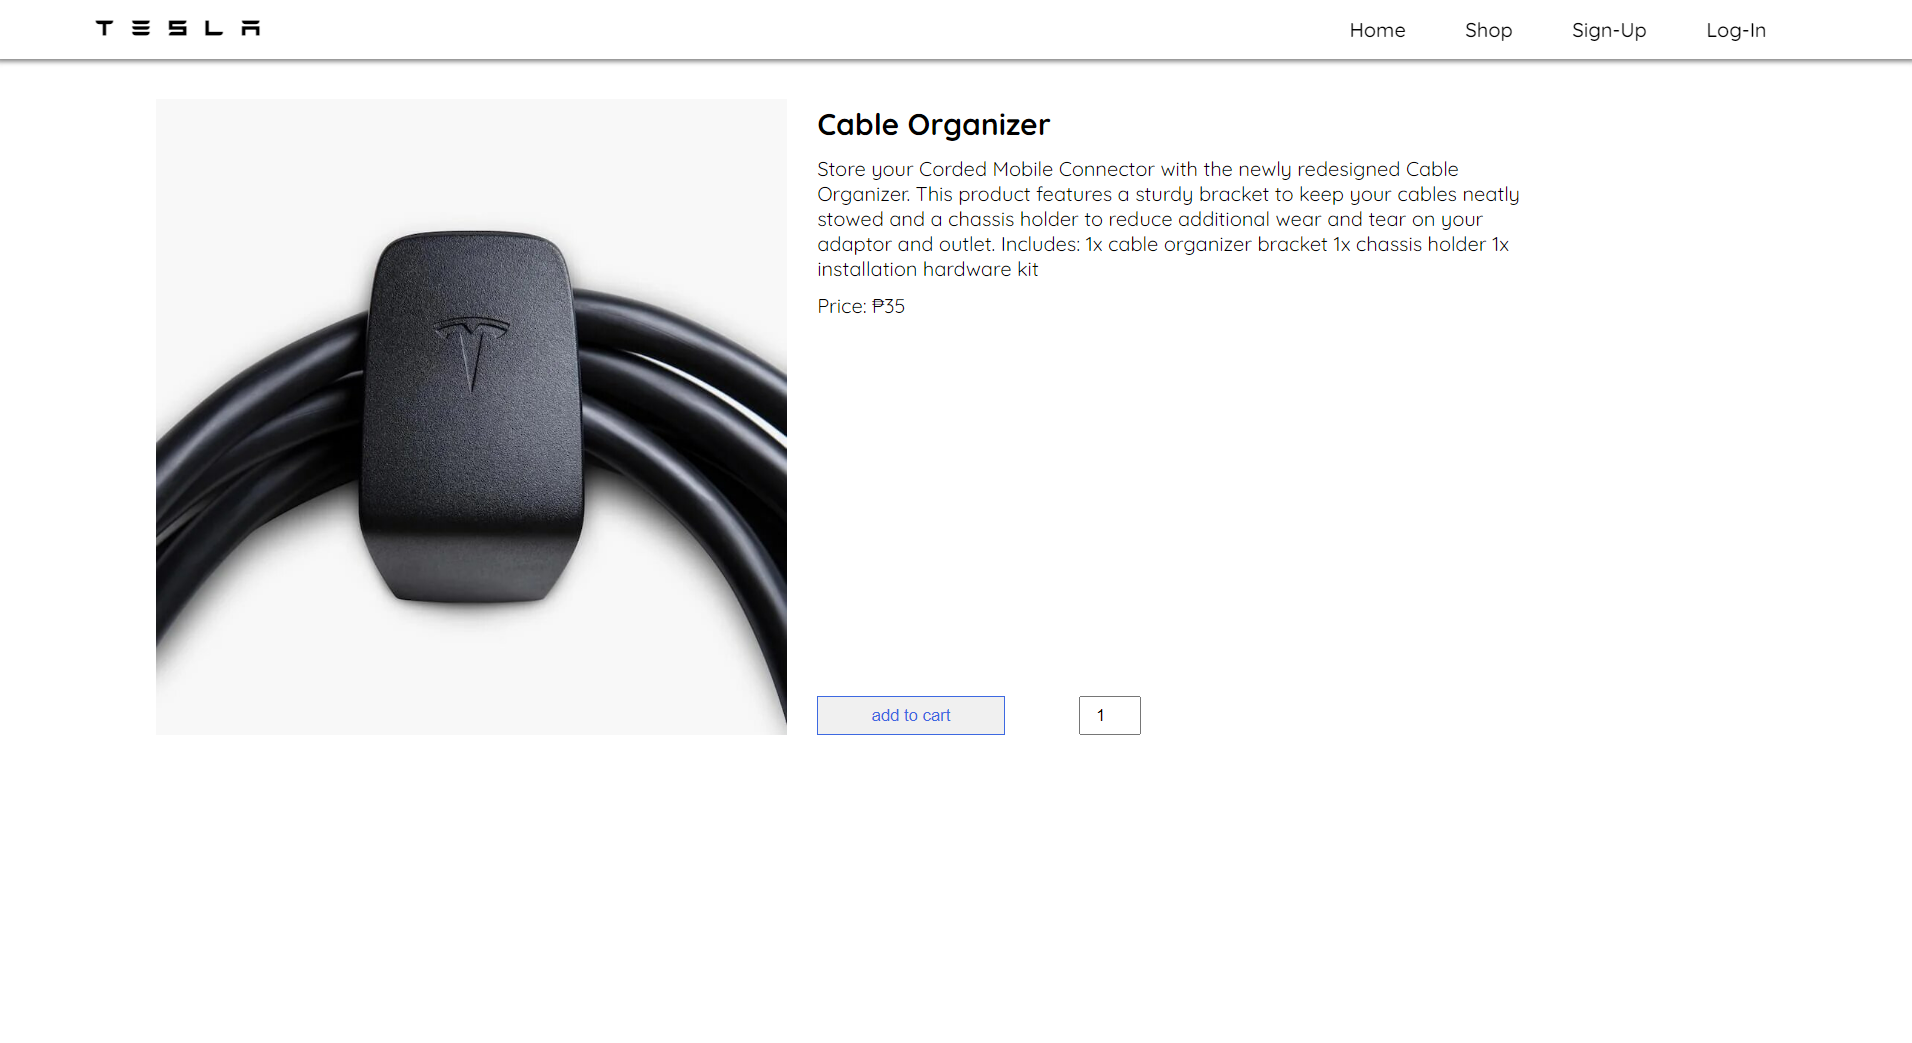 TESLA
Home
Shop
Sign-Up
Log-In
Cable Organizer
Store your Corded Mobile Connector with the newly redesigned Cable
Organizer. This product features a sturdy bracket to keep your cables neatly
stowed and a chassis holder to reduce additional wear and tear on your
adaptor and outlet. Includes: 1x cable organizer bracket 1x chassis holder 1x
installation hardware kit
Price: ₱35
add to cart
1